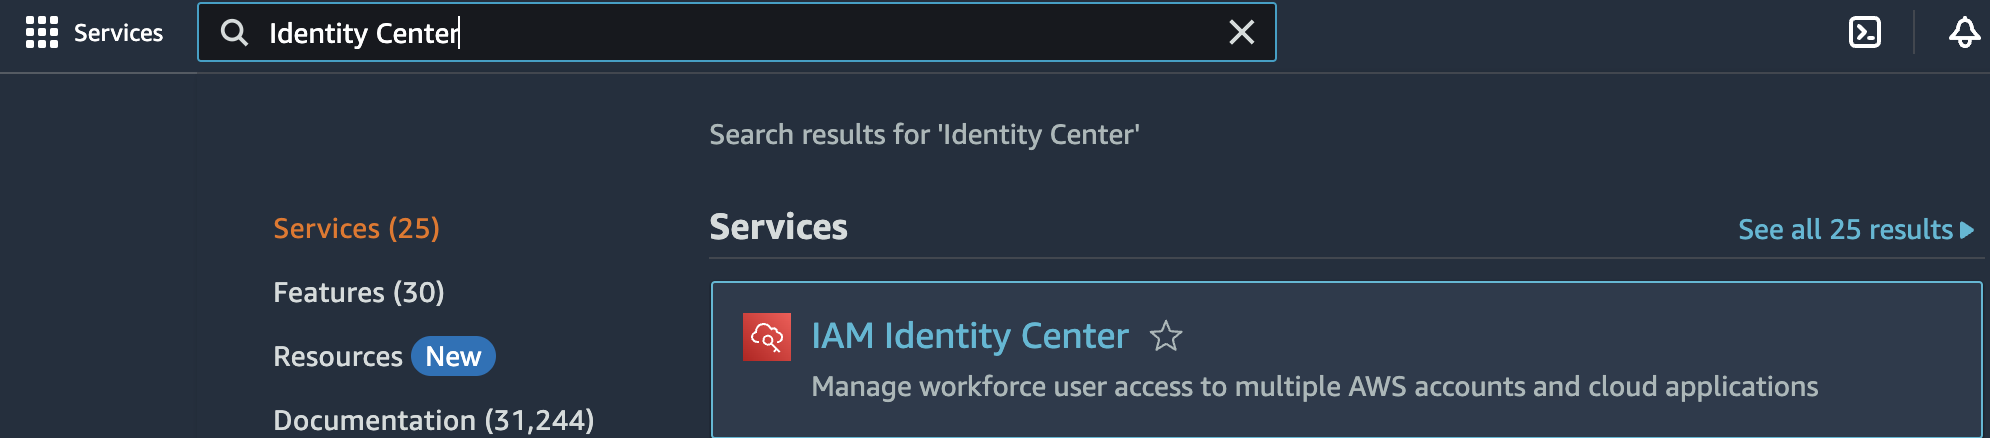 Services
Identity Center
Search results for 'Identity Center'
Services (25)
Features (30)
Resources New
Documentation (31,244)
Services
See all 25 results
IAM Identity Center
Manage workforce user access to multiple AWS accounts and cloud applications